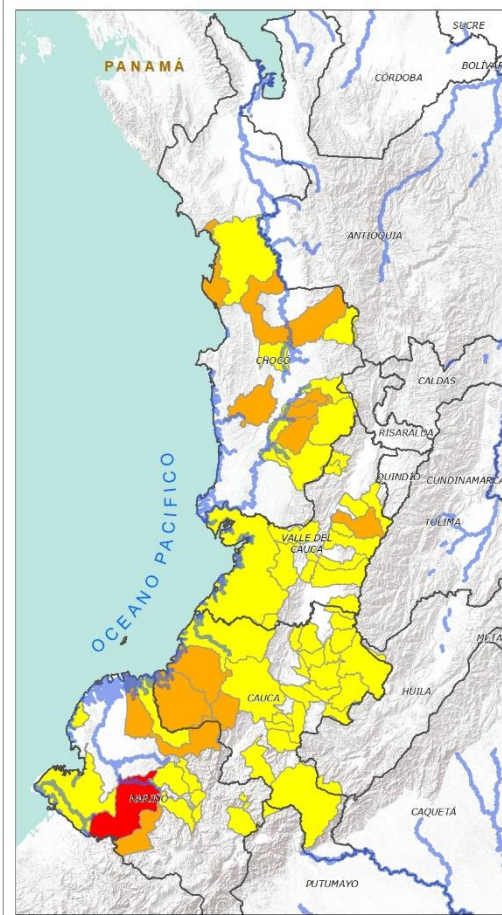 SUCRE
PANAMÁ
BOLÍVAR
CÓRDOBA
ANTIOQUIA
CHOCÓ
CALDAS
RISARALDA
QUINDÍO
CUNDINAMARCA
OCEANO PACIFICO
VALLE DEL
CAUCA
TOLIMA
META
HUILA
CAUCA
NARIÑO
CAQUETÁ
PUTUMAYO